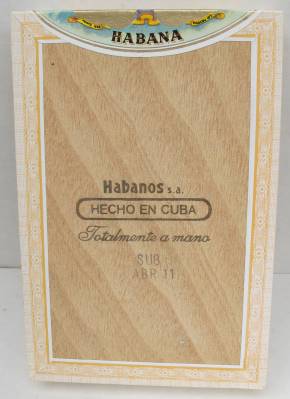 HABANA
Habanos s.a.
HECHO EN CUBA
Totalmente a mano
SUB
ABR 11